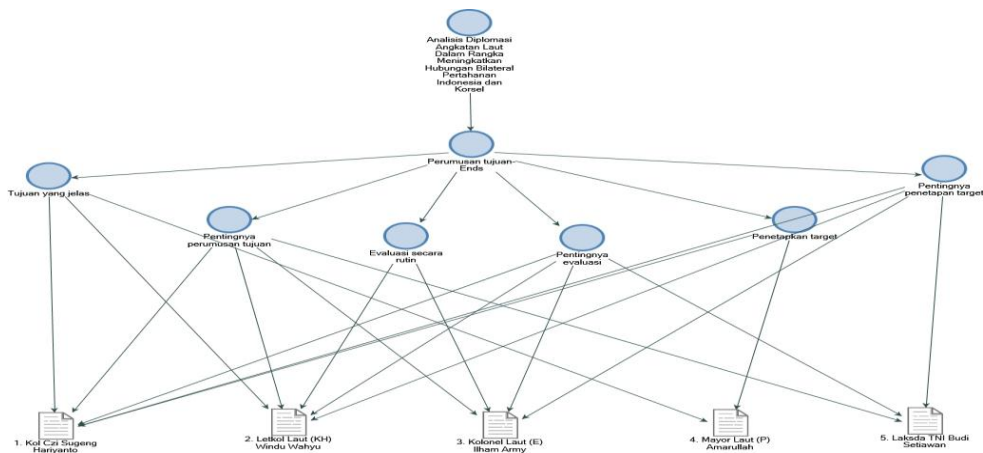 Analisis Diplomasi
Angkatan Laut
Dalam Rangka
Meningkatkan
Hubungan Bilateral
Pertahanan
Indonesia dan
Korsel
Perumusan tujuan-
Ends
Tujuan yang jelas
Pentingnya
penetapan target
Pentingnya
perumusan tujuan
Evaluasi secara
rutin
Pentingnya
evaluasi
Penetapkan target
1. Kol Czi Sugeng
Hariyanto
2. Letkol Laut (KH)
Windu Wahyu
3. Kolonel Laut (E)
Ilham Army
4. Mayor Laut (P)
Amarullah
5. Laksda TNI Budi
Setiawan